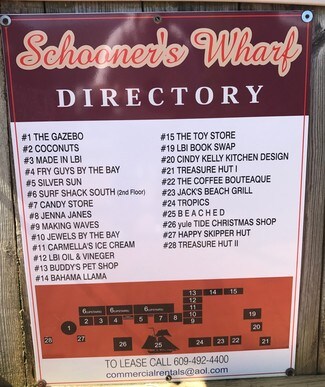 Schooner's Wharf
DIRECTORY
#1 THE GAZEBO
#2 COCONUTS
#3 MADE IN LBI
#4 FRY GUYS BY THE BAY
#5 SILVER SUN
#6 SURF SHACK SOUTH (2nd Floor)
#7 CANDY STORE
#8 JENNA JANES
#9 MAKING WAVES
#10 JEWELS BY THE BAY
#11 CARMELLA'S ICE CREAM
#12 LBI OIL & VINEGER
#13 BUDDY'S PET SHOP
#14 BAHAMA LLAMA
#15 THE TOY STORE
#19 LBI BOOK SWAP
#20 CINDY KELLY KITCHEN DESIGN
#21 TREASURE HUT I
#22 THE COFFEE BOUTEAQUE
#23 JACK'S BEACH GRILL
#24 TROPICS
#25 B E A C H E D
#26 yule TIDE CHRISTMAS SHOP
#27 HAPPY SKIPPER HUT
#28 TREASURE HUT II
13 14 15
12
11
10
9
6 6 6
2 3 4 5 7 8
1
28 27
26 25
24 23 22 21
20
19
TO LEASE CALL 609-492-4400
commercialrentals@aol.com